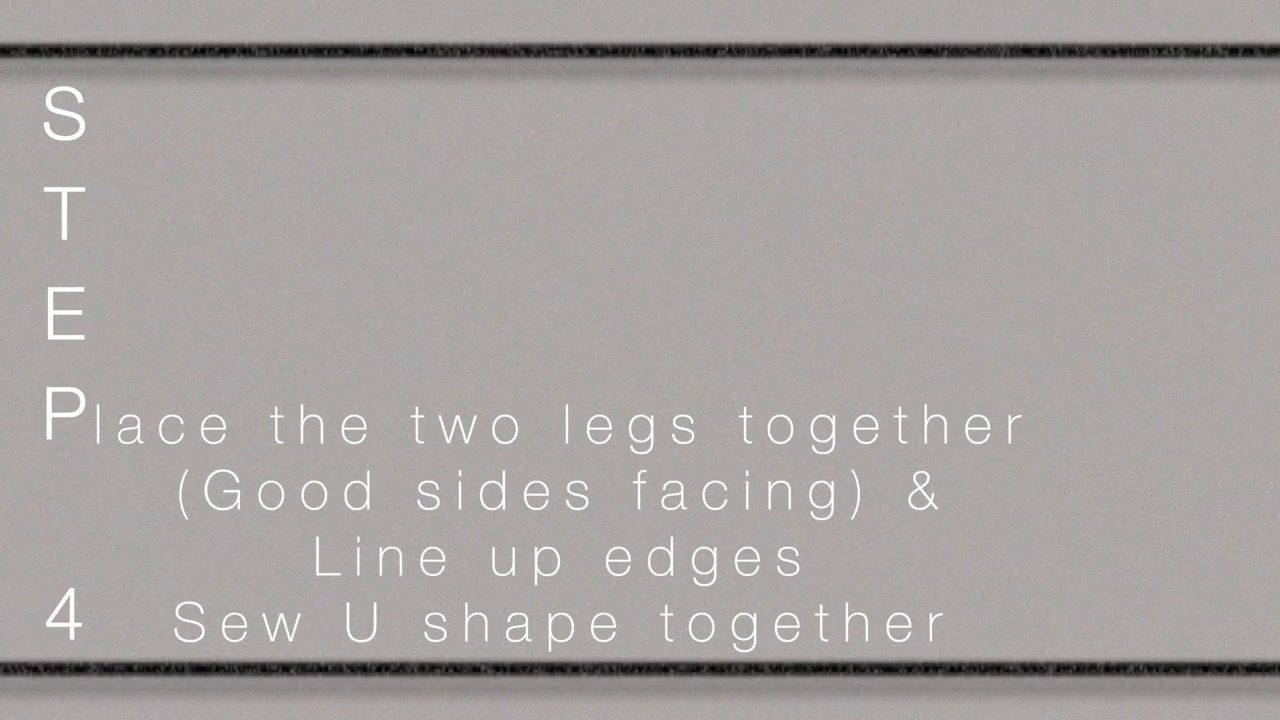 S
T
E
P
4
Place the two legs together
(Good sides facing) &
Line up edges
Sew U shape together